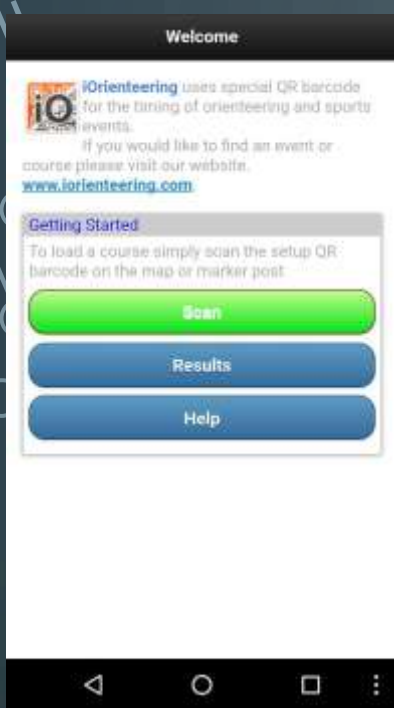 Welcome
iO
iOrienteering uses special QR barcode
for the timing of orienteering and sports
events.
If you would like to find an event or
course please visit our website.
www.iorienteering.com
Getting Started
To load a course simply scan the setup QR
barcode on the map or marker post
Scan
Results
Help